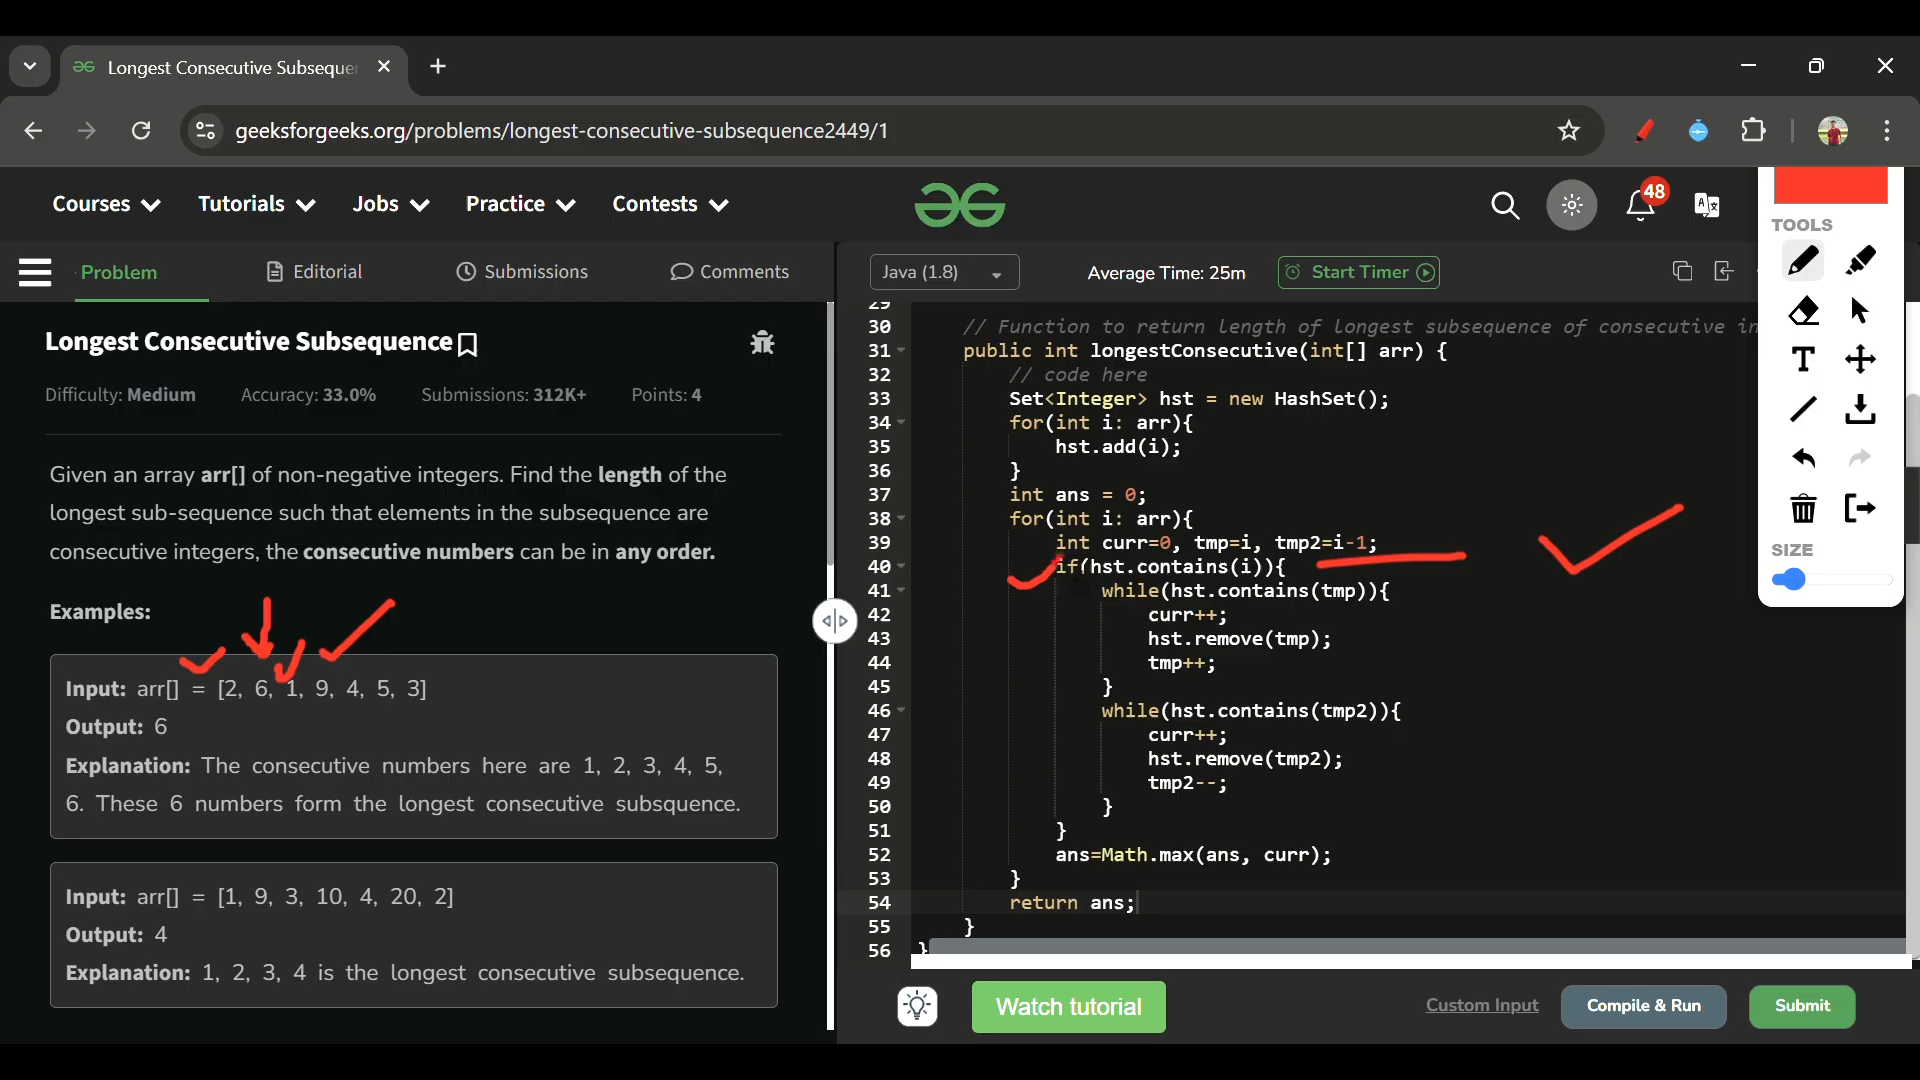 Longest Consecutive Subseque
geeksforgeeks.org/problems/longest-consecutive-subsequence2449/1
Courses
Tutorials
Jobs
Practice
Contests
48
Problem
Editorial
Submissions
Comments
Longest Consecutive Subsequence
Difficulty: Medium Accuracy: 33.0% Submissions: 312K+ Points: 4
Given an array arr[] of non-negative integers. Find the length of the
longest sub-sequence such that elements in the subsequence are
consecutive integers, the consecutive numbers can be in any order.
Examples:
Input: arr[] = [2, 6, 1, 9, 4, 5, 3]
Output: 6
Explanation: The consecutive numbers here are 1, 2, 3, 4, 5,
6. These 6 numbers form the longest consecutive subsquence.
Input: arr[] = [1, 9, 3, 10, 4, 20, 2]
Output: 4
Explanation: 1, 2, 3, 4 is the longest consecutive subsequence.
Java (1.8)
Average Time: 25m
Start Timer
29
30 // Function to return length of longest subsequence of consecutive in
31 public int longestConsecutive(int[] arr) {
32 // code here
33 Set<Integer> hst = new HashSet();
34 for(int i: arr){
35 hst.add(i);
36 }
37 int ans = 0;
38 for(int i: arr){
39 int curr=0, tmp=i, tmp2=i-1;
40 if(hst.contains(i)){
41 while(hst.contains(tmp)){
42 curr++;
43 hst.remove(tmp);
44 tmp++;
45 }
46 while(hst.contains(tmp2)){
47 curr++;
48 hst.remove(tmp2);
49 tmp2--;
50 }
51 }
52 ans=Math.max(ans, curr);
53 }
54 return ans;
55 }
56 }
Watch tutorial
Custom Input
Compile & Run
Submit
TOOLS
T
SIZE